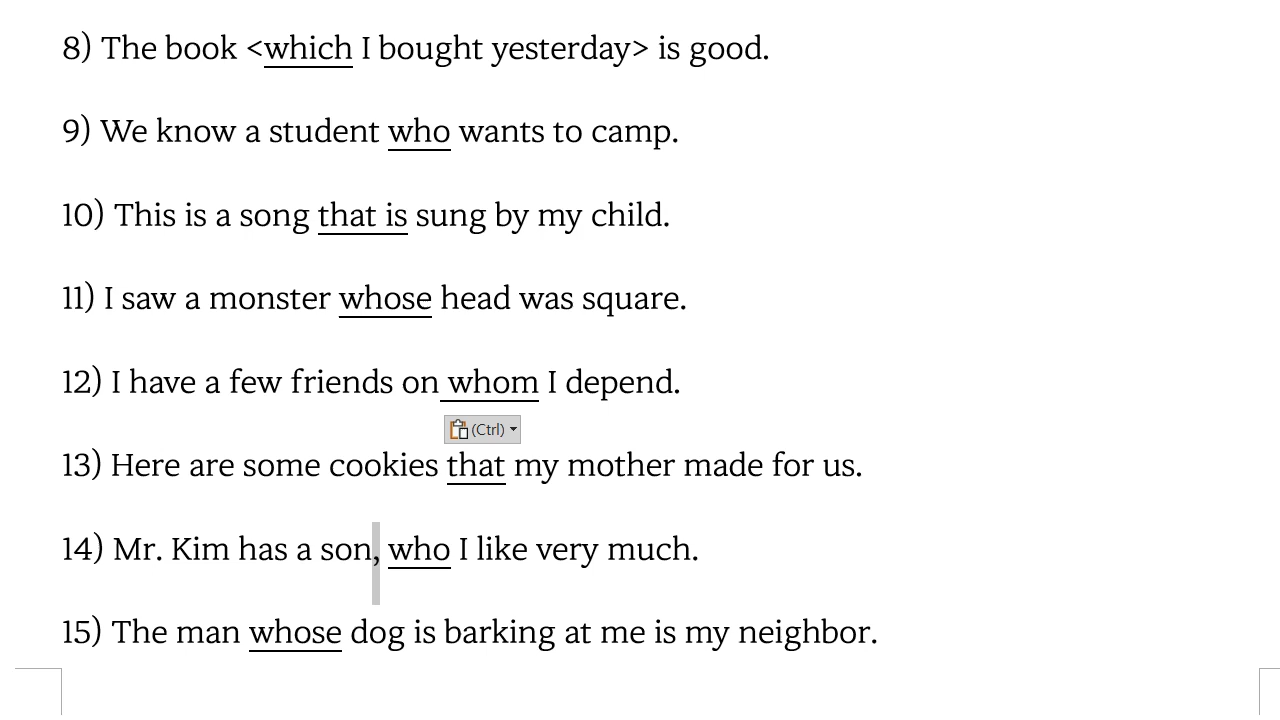 8) The book <which I bought yesterday> is good.
9) We know a student who wants to camp.
10) This is a song that is sung by my child.
11) I saw a monster whose head was square.
12) I have a few friends on whom I depend.
(Ctrl)
13) Here are some cookies that my mother made for us.
14) Mr. Kim has a son, who I like very much.
15) The man whose dog is barking at me is my neighbor.